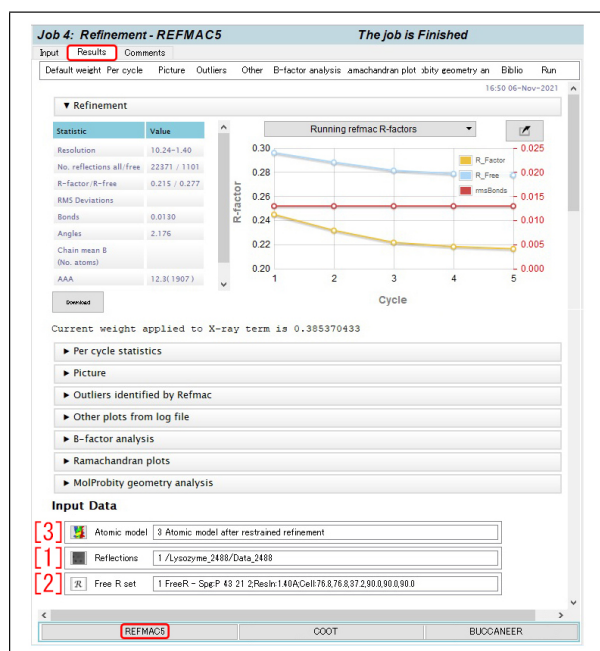 Job 4: Refinement - REFMAC5 The job is Finished
Input Results Comments
Default weight Per cycle Picture Outliers Other B-factor analysis amachandran plot obity geometry an Biblio Run
16:50 06-Nov-2021
▼ Refinement
Statistic Value
Resolution 10.24-1.40
No. reflections all/free 22371 / 1101
R-factor/R-free 0.215 / 0.277
RMS Deviations
Bonds 0.0130
Angles 2.176
Chain mean B
(No. atoms)
AAA 12.3(1907)
Download
Running refmac R-factors
0.30
0.28
0.26
0.24
0.22
0.20
R-factor
R_Factor
R_Free
rmsBonds
0.025
0.020
0.015
0.010
0.005
0.000
1 2 3 4 5
Cycle
Current weight applied to X-ray term is 0.385370433
► Per cycle statistics
► Picture
► Outliers identified by Refmac
► Other plots from log file
► B-factor analysis
► Ramachandran plots
► MolProbity geometry analysis
Input Data
[3] Atomic model 3 Atomic model after restrained refinement
[1] Reflections 1 /Lysozyme_2488/Data_2488
[2] R Free R set 1 FreeR - Spg:P 43 21 2;Resln:1.40A;Cell:76.8,76.8,37.2,90.0,90.0,90.0
REFMAC5 COOT BUCCANEER